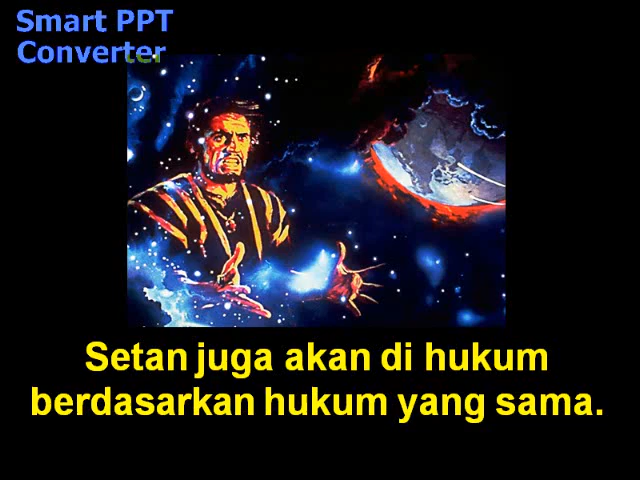 Smart PPT
Converter
Setan juga akan di hukum
berdasarkan hukum yang sama.